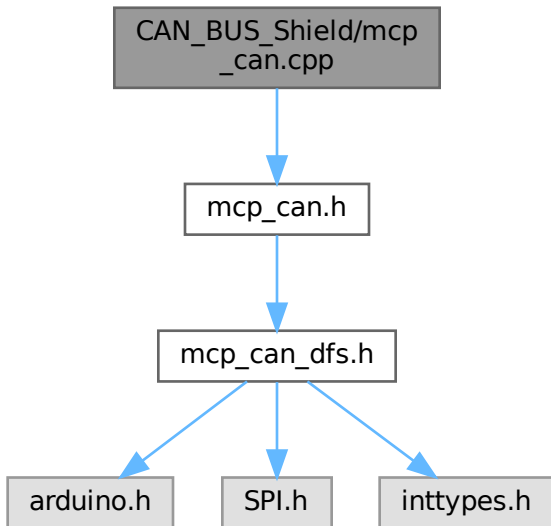 CAN_BUS_Shield/mcp
_can.cpp
mcp_can.h
mcp_can_dfs.h
arduino.h
SPI.h
inttypes.h